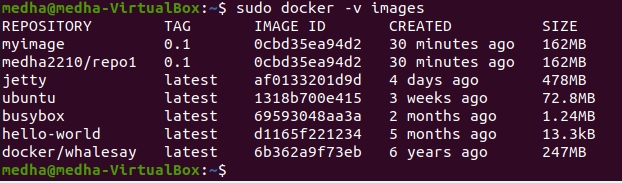 medha@medha-VirtualBox:~$ sudo docker -v images
REPOSITORY TAG IMAGE ID CREATED SIZE
myimage 0.1 0cbd35ea94d2 30 minutes ago 162MB
medha2210/repo1 0.1 0cbd35ea94d2 30 minutes ago 162MB
jetty latest af0133201d9d 4 days ago 478MB
ubuntu latest 1318b700e415 3 weeks ago 72.8MB
busybox latest 69593048aa3a 2 months ago 1.24MB
hello-world latest d1165f221234 5 months ago 13.3kB
docker/whalesay latest 6b362a9f73eb 6 years ago 247MB
medha@medha-VirtualBox:~$